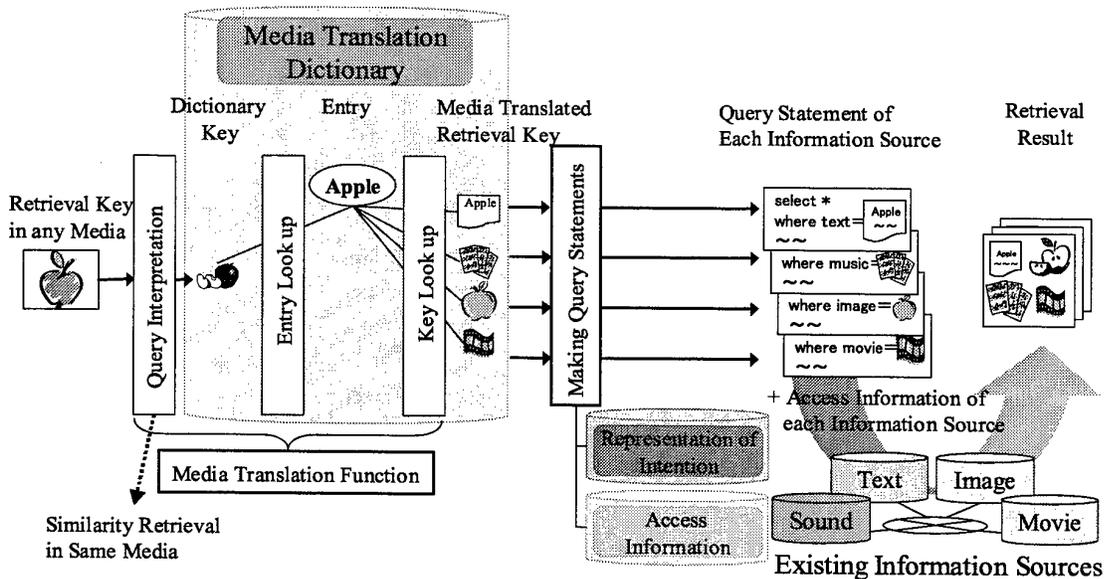 Media Translation
Dictionary
Dictionary
Key
Entry
Media Translated
Retrieval Key
Query Statement of
Each Information Source
Retrieval
Result
Retrieval Key
in any Media
Query Interpretation
Entry Look up
Apple
Key Look up
Apple
Making Query Statements
select *
where text=
Apple
~~
~~
where music=
~~
where image=
~~
where movie=
~~
Apple
~~~
+ Access Information of
each Information Source
Media Translation Function
Similarity Retrieval
in Same Media
Representation of
Intention
Access
Information
Text
Image
Sound
Movie
Existing Information Sources